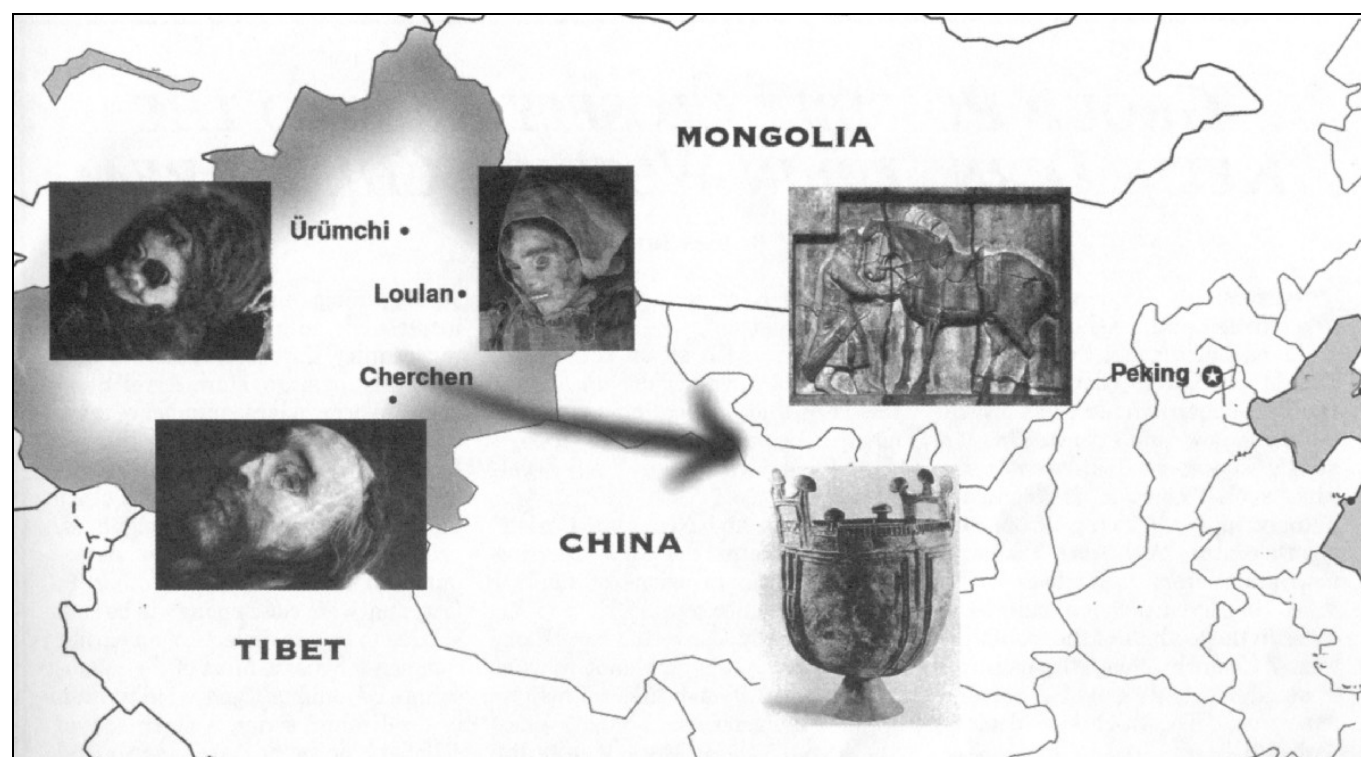 MONGOLIA
Ürümchi
Loulan
Cherchen
Peking
CHINA
TIBET